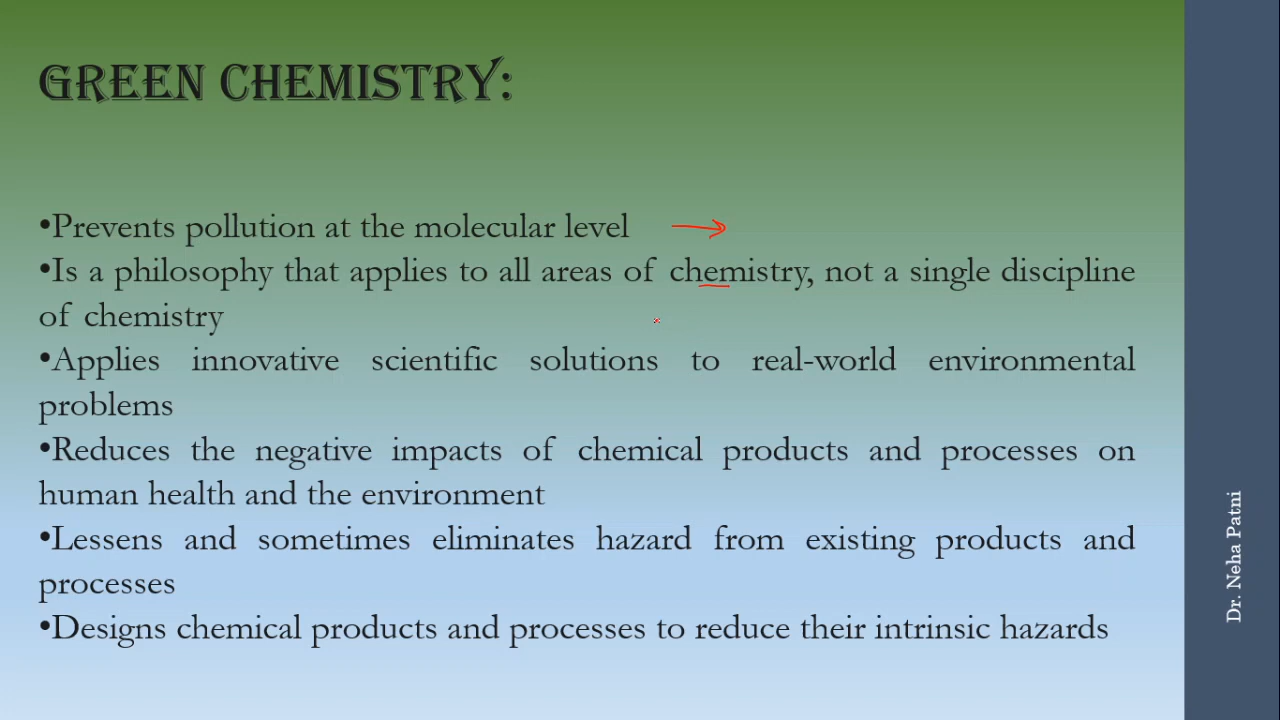 GREEN CHEMISTRY:
•Prevents pollution at the molecular level
•Is a philosophy that applies to all areas of chemistry, not a single discipline
of chemistry
•Applies innovative scientific solutions to real-world environmental
problems
•Reduces the negative impacts of chemical products and processes on
human health and the environment
•Lessens and sometimes eliminates hazard from existing products and
processes
•Designs chemical products and processes to reduce their intrinsic hazards
Dr. Neha Patni